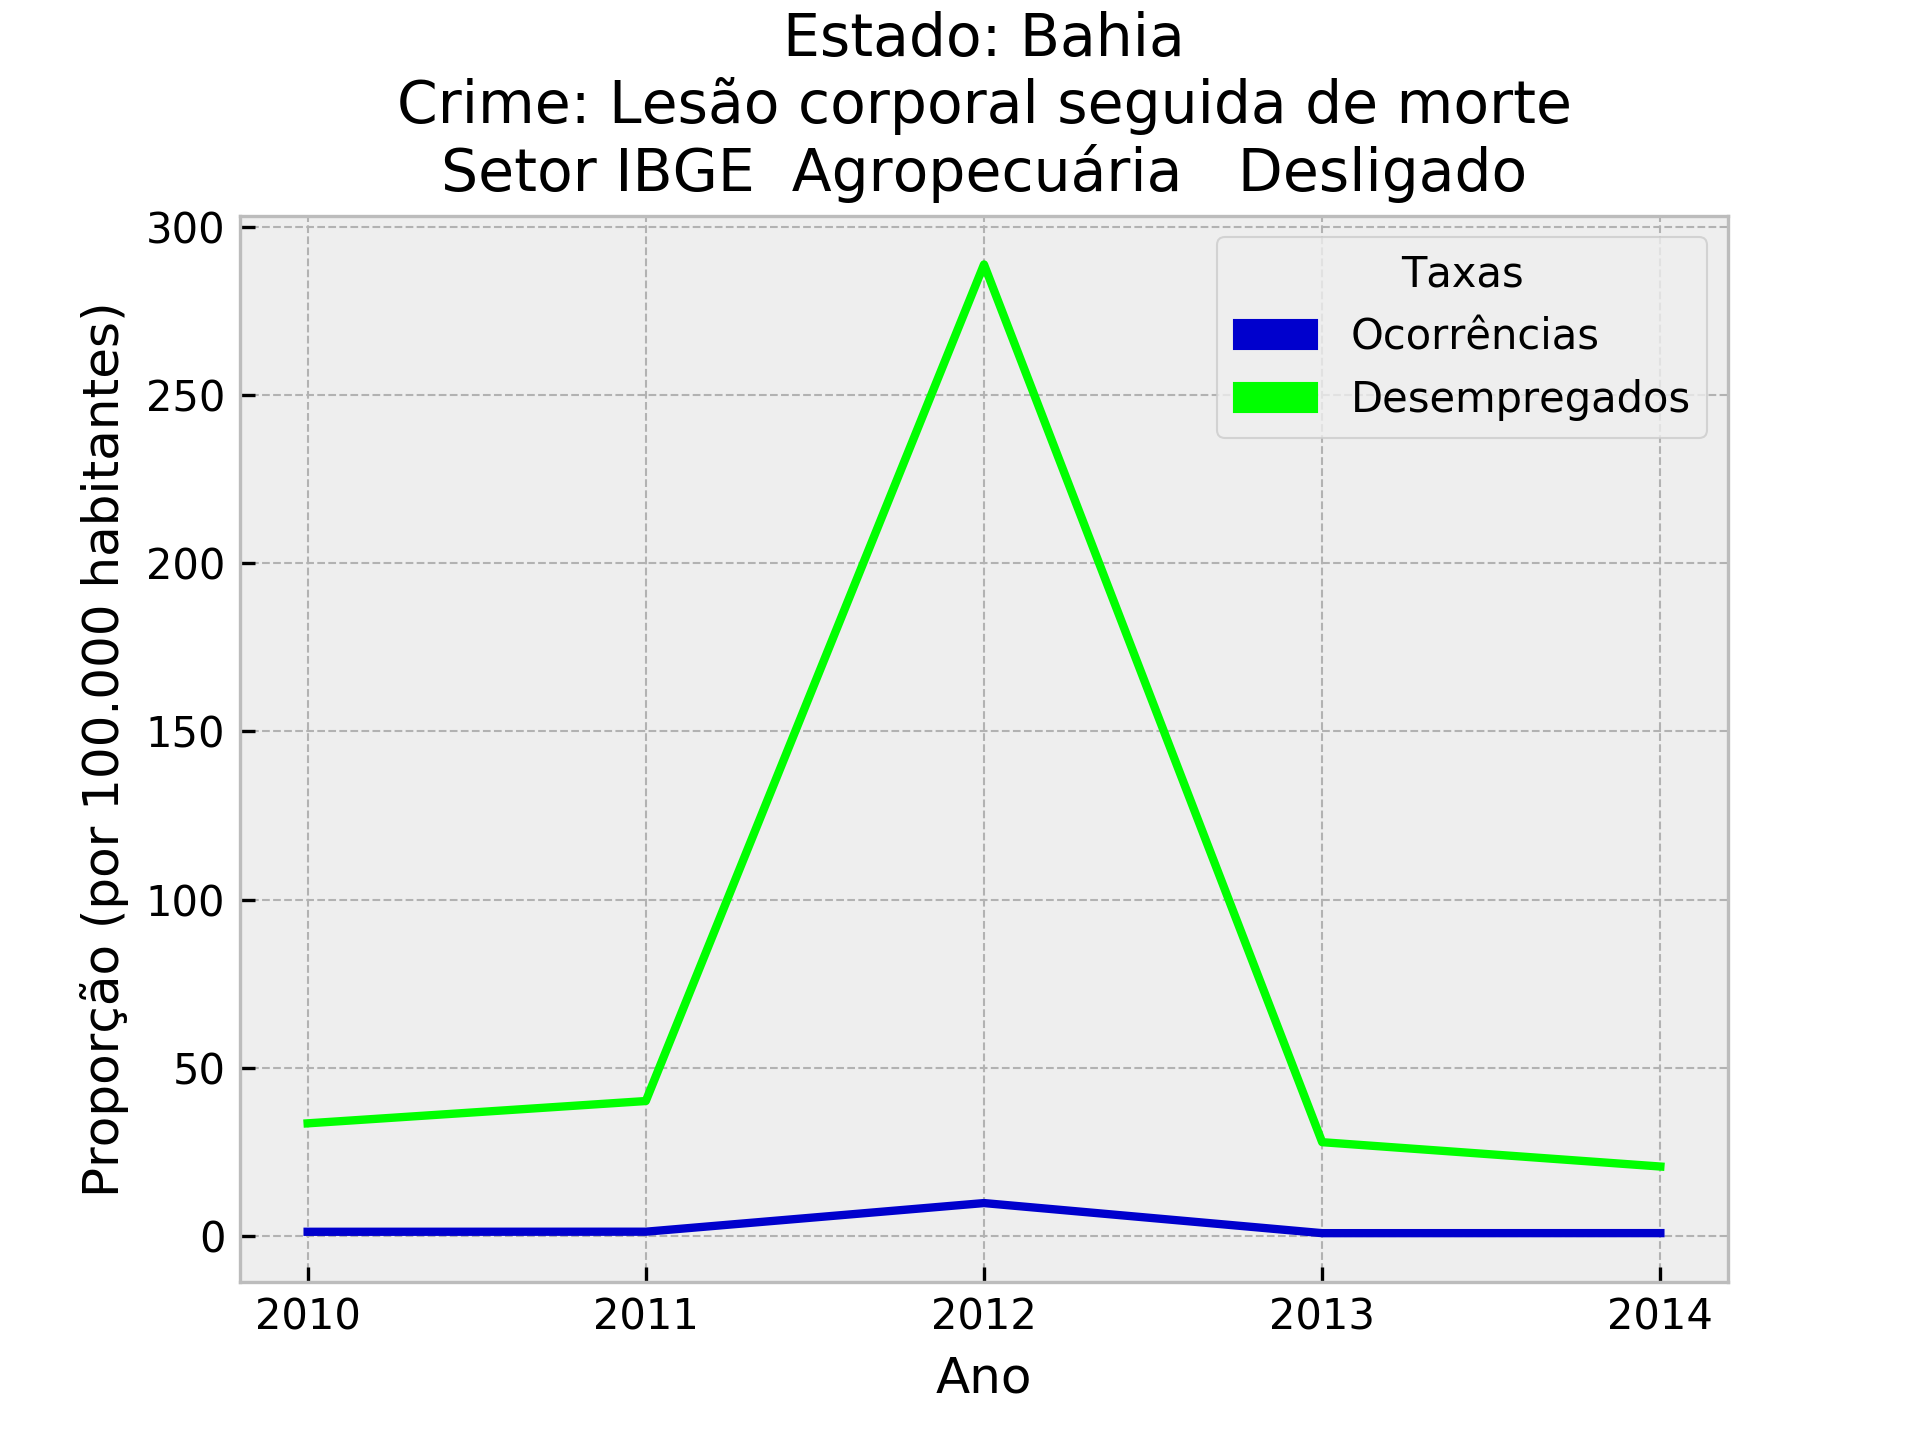 Estado: Bahia
Crime: Lesão corporal seguida de morte
Setor IBGE  Agropecuária   Desligado
Proporção (por 100.000 habitantes)
300
250
200
150
100
50
0
Taxas
Ocorrências
Desempregados
2010 2011 2012 2013 2014
Ano